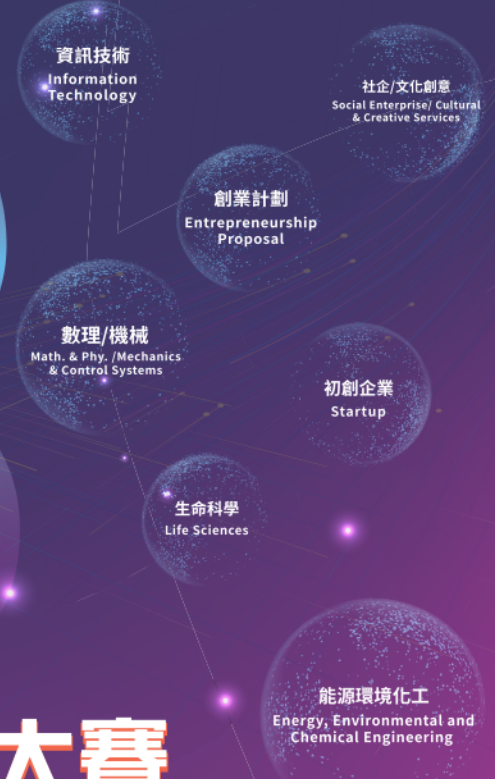 資訊技術
Information
Technology
社企/文化創意
Social Enterprise/ Cultural
& Creative Services
創業計劃
Entrepreneurship
Proposal
數理/機械
Math. & Phy. /Mechanics
& Control Systems
初創企業
Startup
生命科學
Life Sciences
能源環境化工
Energy, Environmental and
Chemical Engineering
大賽